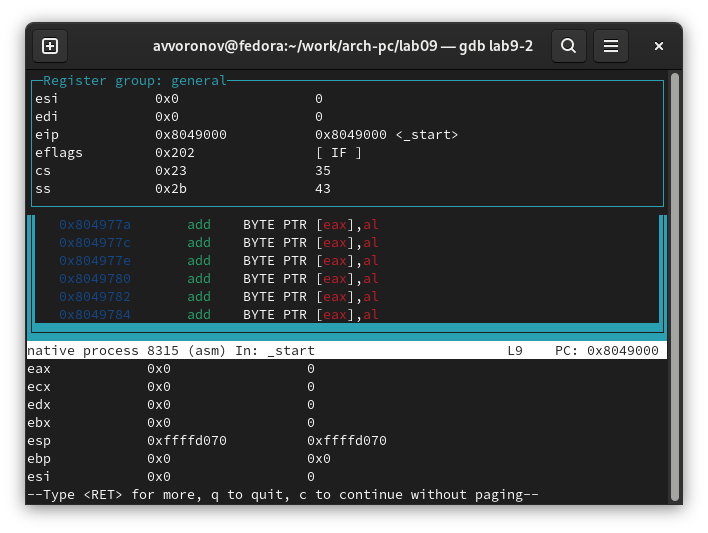 avvoronov@fedora:~/work/arch-pc/lab09 — gdb lab9-2
Register group: general
esi 0x0 0
edi 0x0 0
eip 0x8049000 0x8049000 <_start>
eflags 0x202 [ IF ]
cs 0x23 35
ss 0x2b 43
0x804977a add BYTE PTR [eax],al
0x804977c add BYTE PTR [eax],al
0x804977e add BYTE PTR [eax],al
0x8049780 add BYTE PTR [eax],al
0x8049782 add BYTE PTR [eax],al
0x8049784 add BYTE PTR [eax],al
native process 8315 (asm) In: _start L9 PC: 0x8049000
eax 0x0 0
ecx 0x0 0
edx 0x0 0
ebx 0x0 0
esp 0xffffd070 0xffffd070
ebp 0x0 0x0
esi 0x0 0
--Type <RET> for more, q to quit, c to continue without paging--